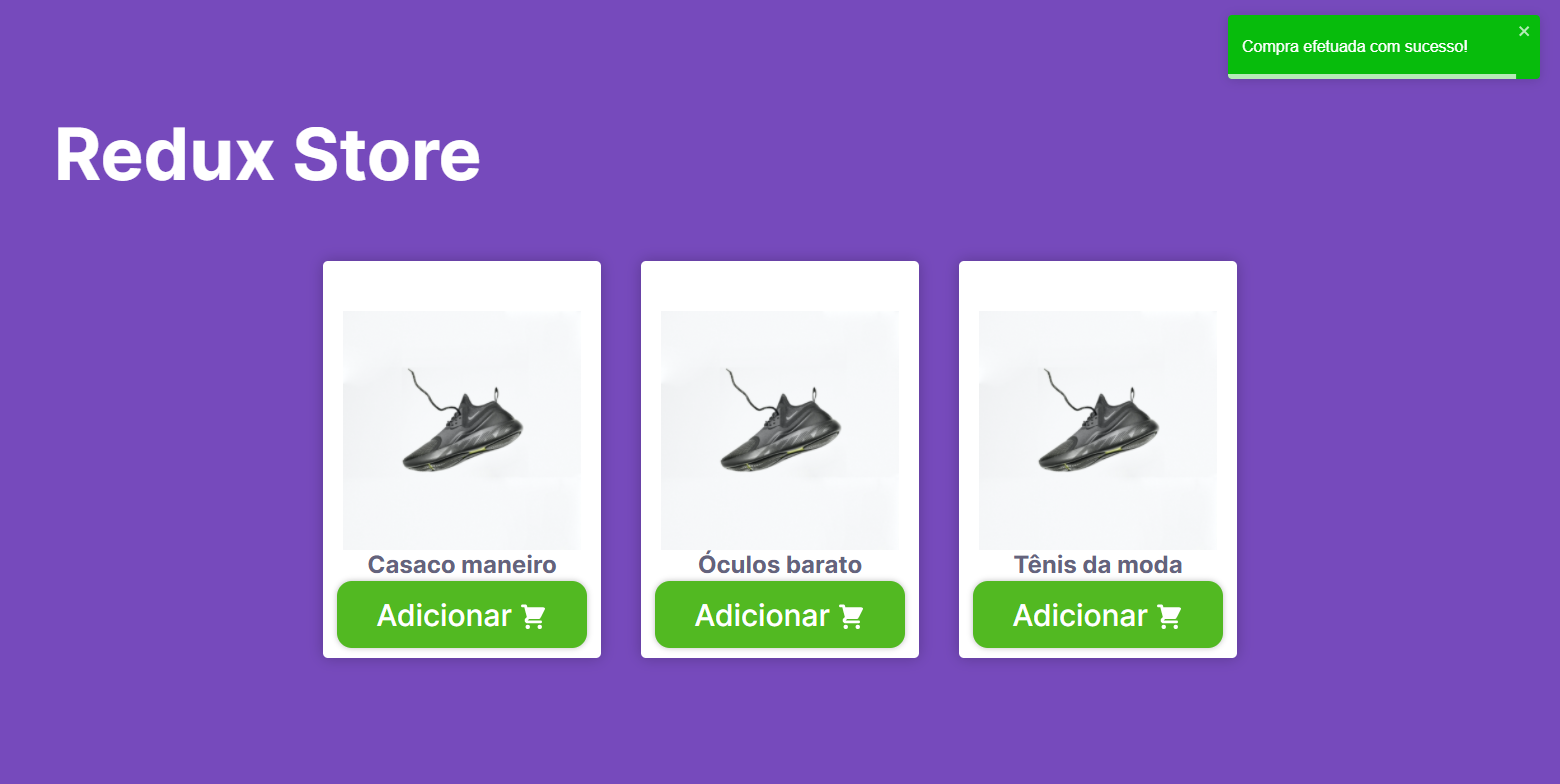 Compra efetuada com sucesso!
Redux Store
Casaco maneiro
Óculos barato
Tênis da moda
Adicionar
Adicionar
Adicionar